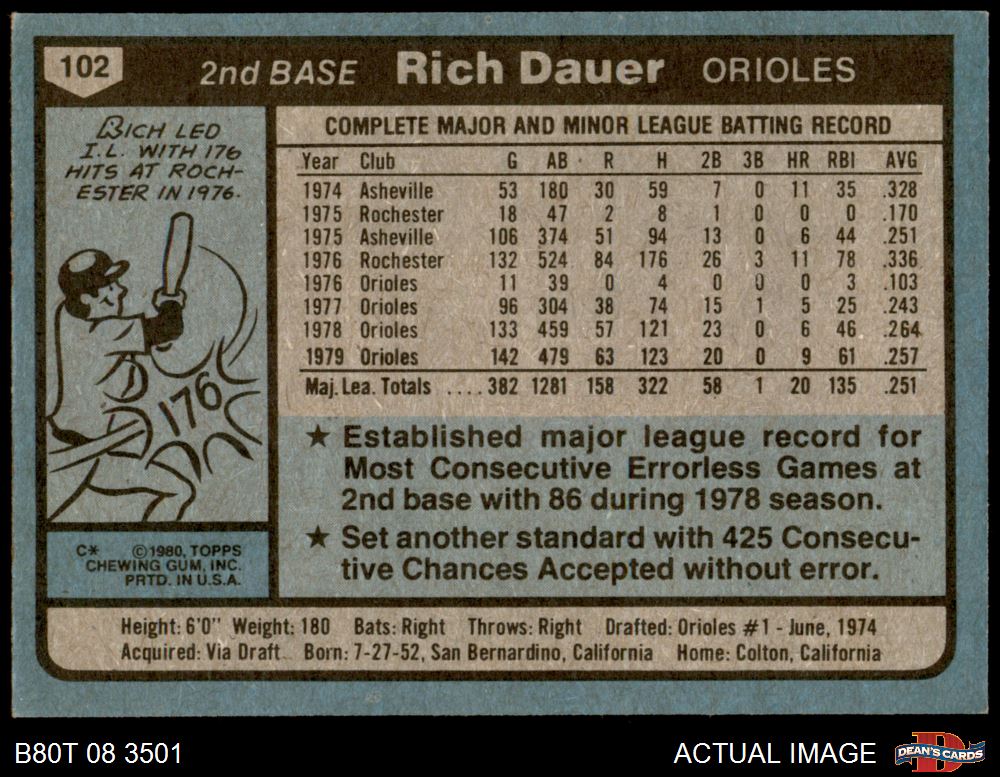 102 2nd BASE Rich Dauer ORIOLES
RICH LED
I.L. WITH 176
HITS AT ROCH-
ESTER IN 1976.
176
C* ©1980, TOPPS
CHEWING GUM, INC.
PRTD. IN U.S.A.
COMPLETE MAJOR AND MINOR LEAGUE BATTING RECORD
Year Club G AB R H 2B 3B HR RBI AVG
1974 Asheville 53 180 30 59 7 0 11 35 .328
1975 Rochester 18 47 2 8 1 0 0 0 .170
1975 Asheville 106 374 51 94 13 0 6 44 .251
1976 Rochester 132 524 84 176 26 3 11 78 .336
1976 Orioles 11 39 0 4 0 0 0 3 .103
1977 Orioles 96 304 38 74 15 1 5 25 .243
1978 Orioles 133 459 57 121 23 0 6 46 .264
1979 Orioles 142 479 63 123 20 0 9 61 .257
Maj. Lea. Totals .... 382 1281 158 322 58 1 20 135 .251
★ Established major league record for
Most Consecutive Errorless Games at
2nd base with 86 during 1978 season.
★ Set another standard with 425 Consecu-
tive Chances Accepted without error.
Height: 6'0" Weight: 180 Bats: Right Throws: Right Drafted: Orioles #1 - June, 1974
Acquired: Via Draft Born: 7-27-52, San Bernardino, California Home: Colton, California
B80T 08 3501 ACTUAL IMAGE DEAN'S CARDS